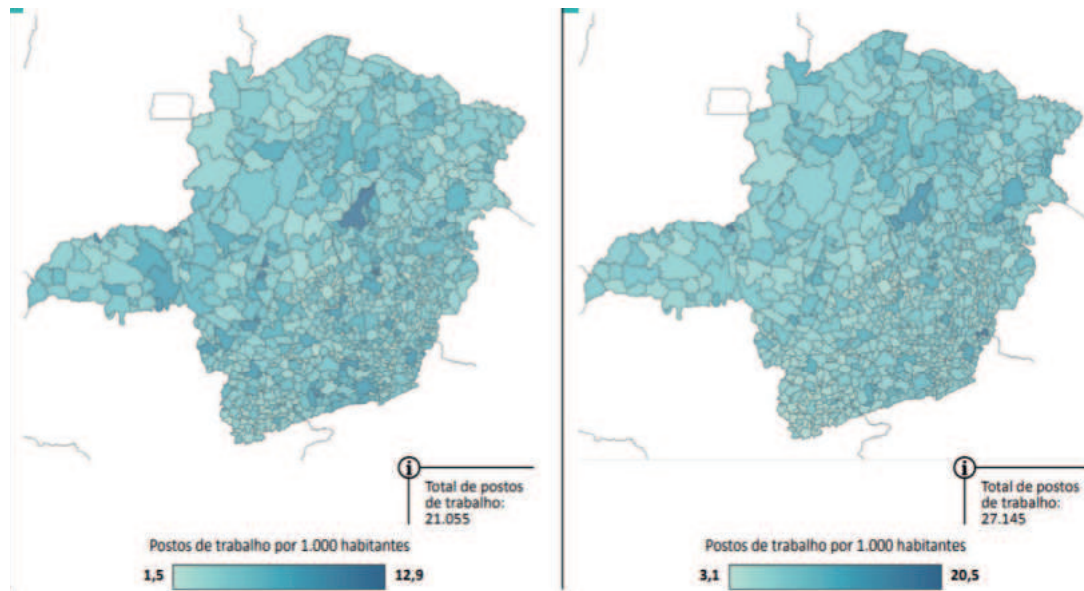 Total de postos
de trabalho:
21.055
Postos de trabalho por 1.000 habitantes
1,5
12,9
Total de postos
de trabalho:
27.145
Postos de trabalho por 1.000 habitantes
3,1
20,5